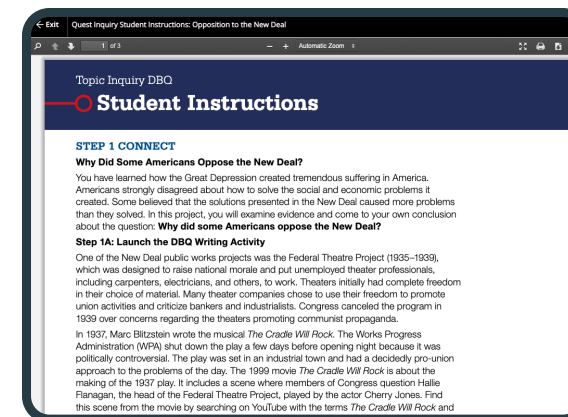 ← Exit Quest Inquiry Student Instructions: Opposition to the New Deal
1 of 3 − + Automatic Zoom
Topic Inquiry DBQ
Student Instructions
STEP 1 CONNECT
Why Did Some Americans Oppose the New Deal?
You have learned how the Great Depression created tremendous suffering in America.
Americans strongly disagreed about how to solve the social and economic problems it
created. Some believed that the solutions presented in the New Deal caused more problems
than they solved. In this project, you will examine evidence and come to your own conclusion
about the question: Why did some Americans oppose the New Deal?
Step 1A: Launch the DBQ Writing Activity
One of the New Deal public works projects was the Federal Theatre Project (1935–1939),
which was designed to raise national morale and put unemployed theater professionals,
including carpenters, electricians, and others, to work. Theaters initially had complete freedom
in their choice of material. Many theater companies chose to use their freedom to promote
union activities and criticize bankers and industrialists. Congress canceled the program in
1939 over concerns regarding the theaters promoting communist propaganda.
In 1937, Marc Blitzstein wrote the musical The Cradle Will Rock. The Works Progress
Administration (WPA) shut down the play a few days before opening night because it was
politically controversial. The play was set in an industrial town and had a decidedly pro-union
approach to the problems of the day. The 1999 movie The Cradle Will Rock is about the
making of the 1937 play. It includes a scene where members of Congress question Hallie
Flanagan, the head of the Federal Theatre Project, played by the actor Cherry Jones. Find
this scene from the movie by searching on YouTube with the terms The Cradle Will Rock and